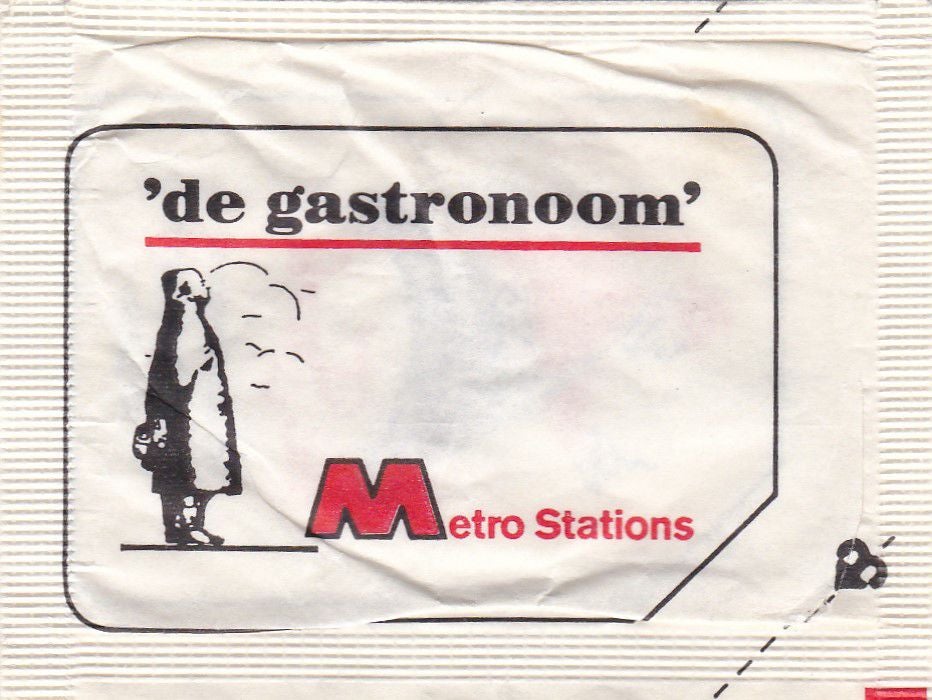 ’de gastronoom’
Metro Stations